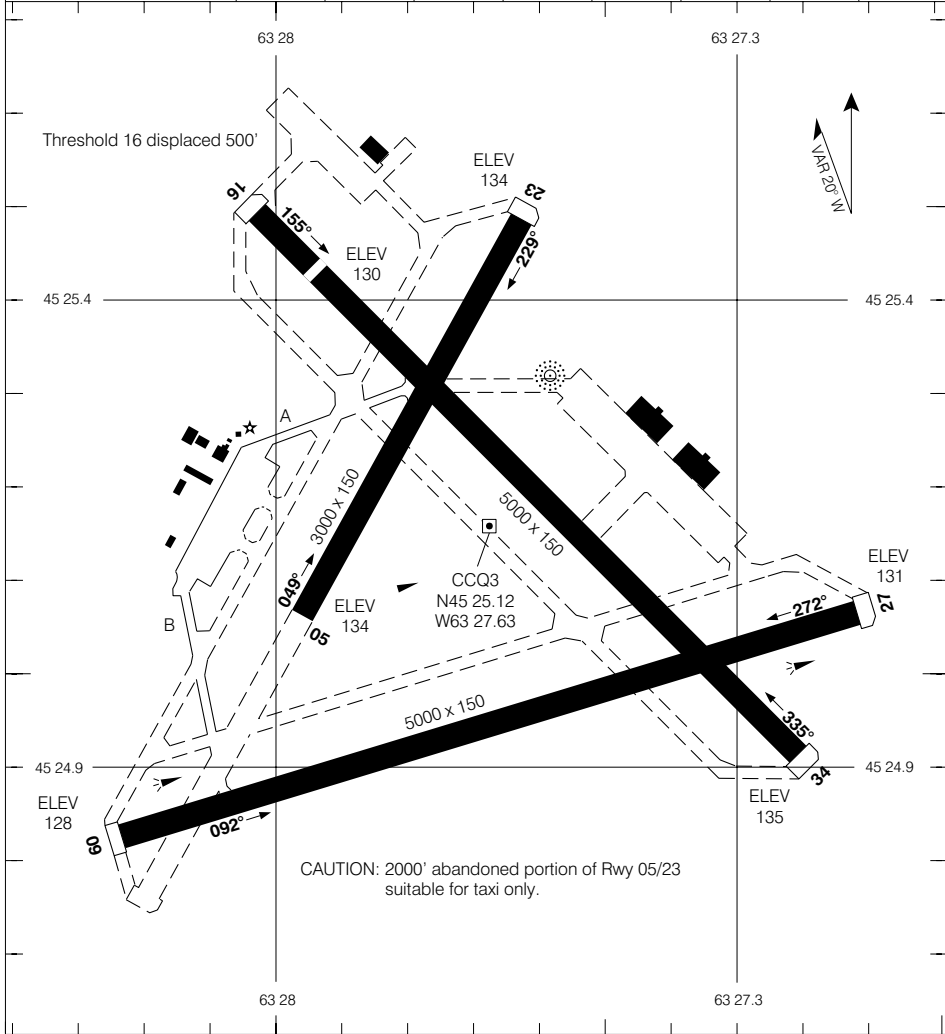 63 28
63 27.3
Threshold 16 displaced 500'
ELEV
134
VAR 20° W
16
23
155°
229°
ELEV
130
45 25.4
45 25.4
A
3000 x 150
5000 x 150
CCQ3
N45 25.12
W63 27.63
ELEV
131
049°
ELEV
134
05
272°
27
B
5000 x 150
335°
34
45 24.9
45 24.9
ELEV
128
ELEV
135
09
092°
CAUTION: 2000' abandoned portion of Rwy 05/23
suitable for taxi only.
63 28
63 27.3